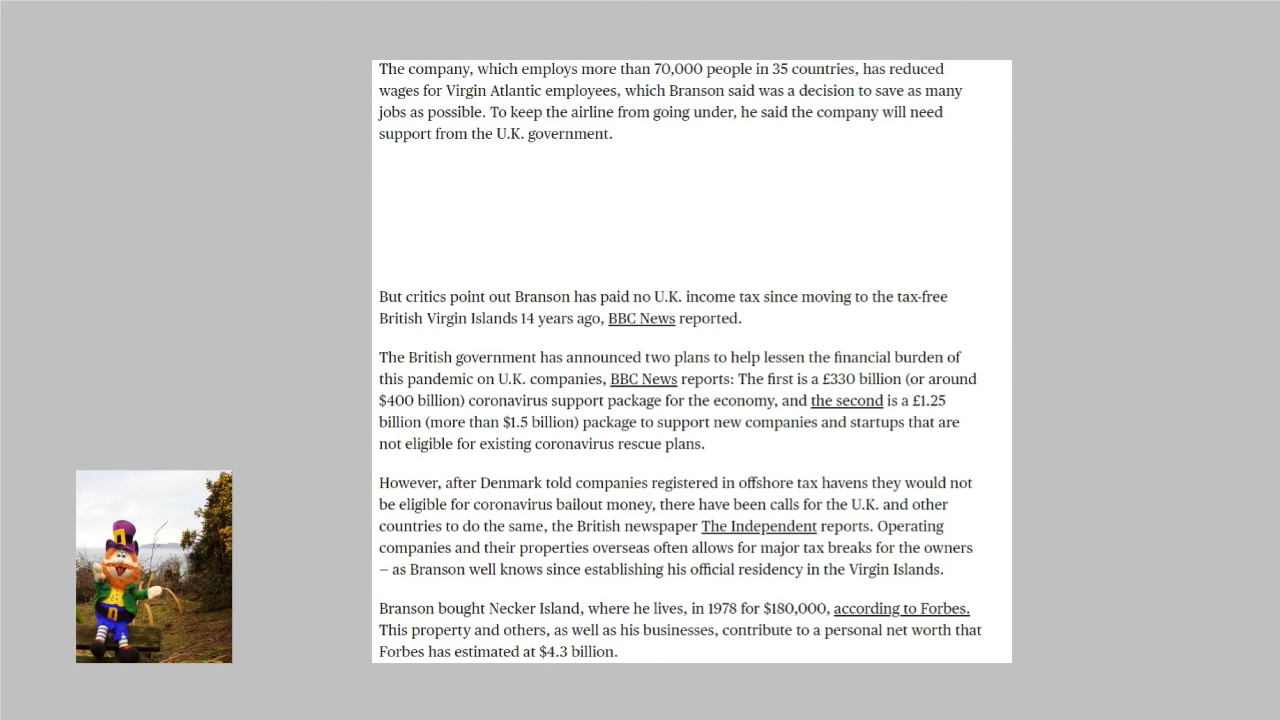 The company, which employs more than 70,000 people in 35 countries, has reduced
wages for Virgin Atlantic employees, which Branson said was a decision to save as many
jobs as possible. To keep the airline from going under, he said the company will need
support from the U.K. government.
But critics point out Branson has paid no U.K. income tax since moving to the tax-free
British Virgin Islands 14 years ago, BBC News reported.
The British government has announced two plans to help lessen the financial burden of
this pandemic on U.K. companies, BBC News reports: The first is a £330 billion (or around
$400 billion) coronavirus support package for the economy, and the second is a £1.25
billion (more than $1.5 billion) package to support new companies and startups that are
not eligible for existing coronavirus rescue plans.
However, after Denmark told companies registered in offshore tax havens they would not
be eligible for coronavirus bailout money, there have been calls for the U.K. and other
countries to do the same, the British newspaper The Independent reports. Operating
companies and their properties overseas often allows for major tax breaks for the owners
– as Branson well knows since establishing his official residency in the Virgin Islands.
Branson bought Necker Island, where he lives, in 1978 for $180,000, according to Forbes.
This property and others, as well as his businesses, contribute to a personal net worth that
Forbes has estimated at $4.3 billion.